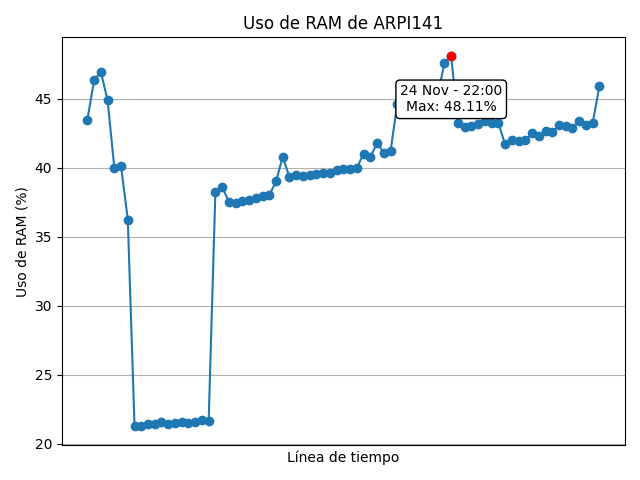 Uso de RAM de ARPI141
Uso de RAM (%)
45
40
35
30
25
20
24 Nov - 22:00
Max: 48.11%
Línea de tiempo